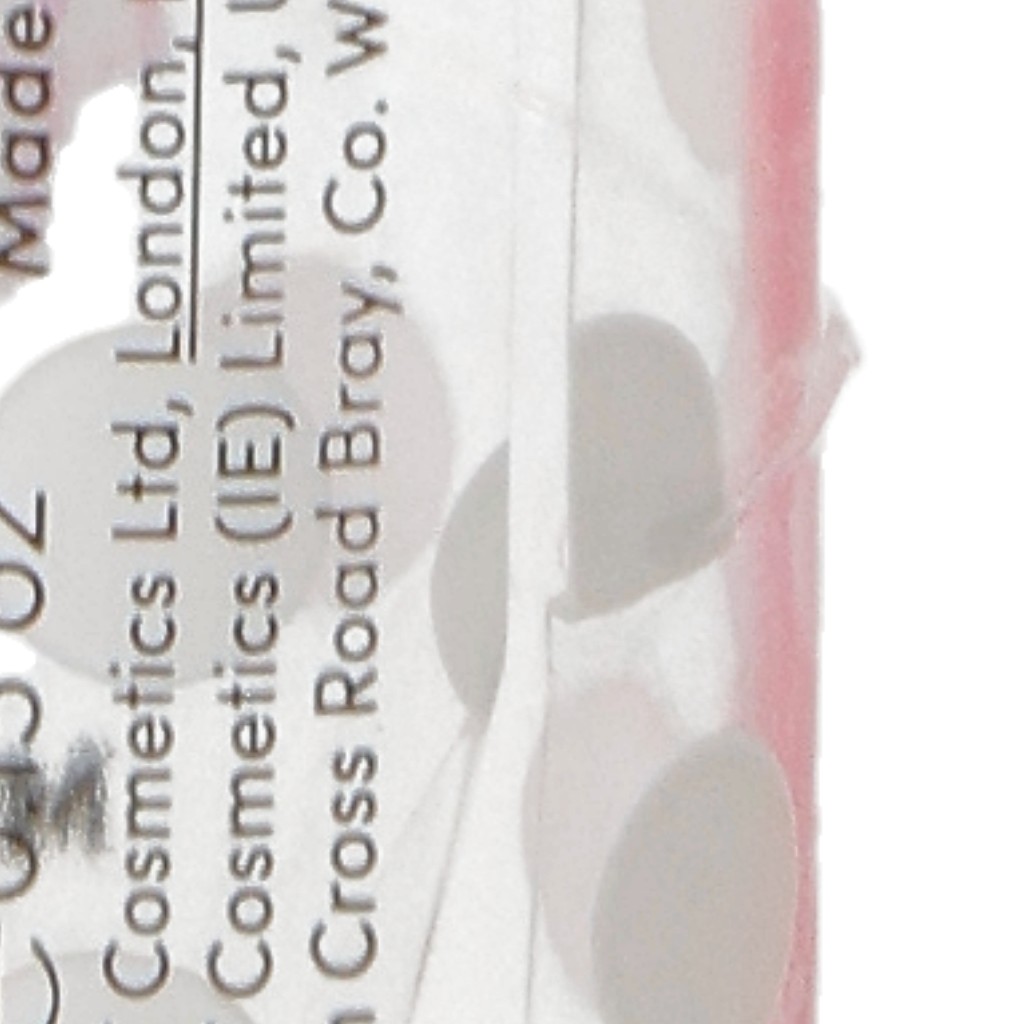 Made
Cosmetics Ltd, London,
Cosmetics (IE) Limited,
Cross Road Bray, Co. W